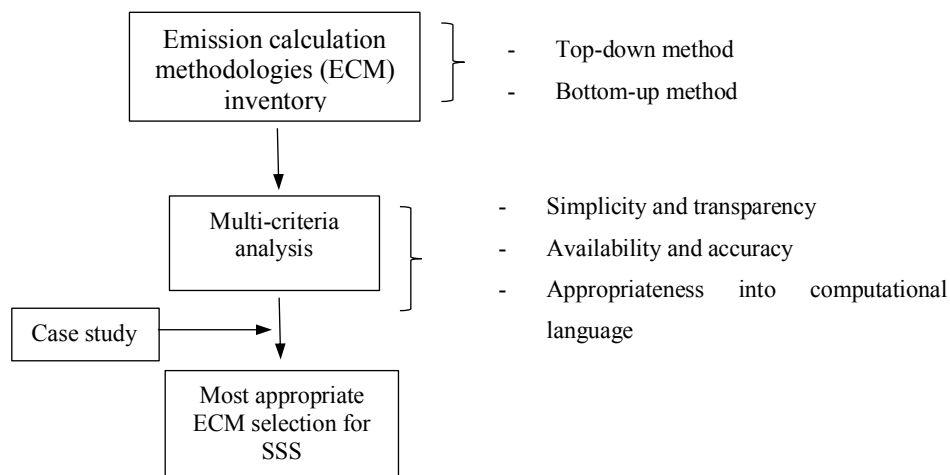 Emission calculation
methodologies (ECM)
inventory
- Top-down method
- Bottom-up method
Multi-criteria
analysis
- Simplicity and transparency
- Availability and accuracy
- Appropriateness into computational
language
Case study
Most appropriate
ECM selection for
SSS